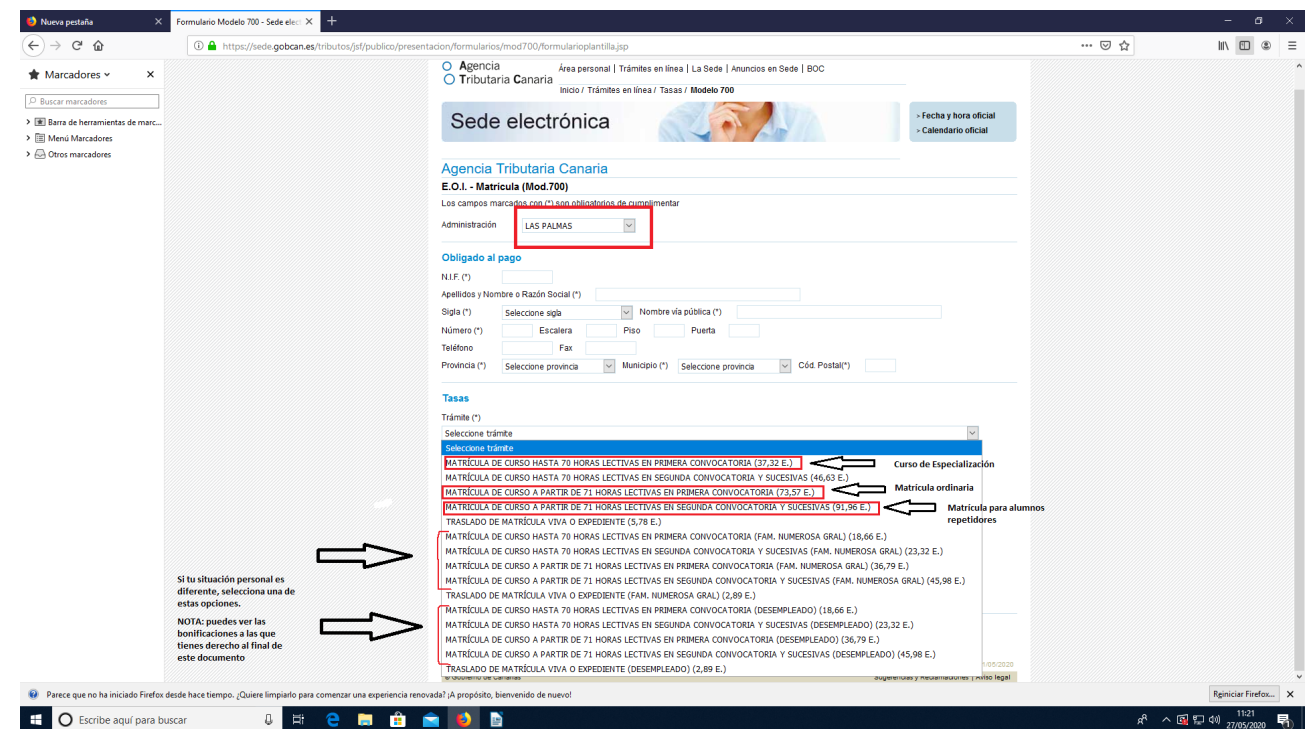 Nueva pestaña
Formulario Modelo 700 - Sede elect
https://sede.gobcan.es/tributos/jsf/publico/presentacion/formularios/mod700/formularioplantilla.jsp
Marcadores
Buscar marcadores
Barra de herramientas de marc...
Menú Marcadores
Otros marcadores
Agencia
Tributaria Canaria
Área personal | Trámites en línea | La Sede | Anuncios en Sede | BOC
Inicio / Trámites en línea / Tasas / Modelo 700
Sede electrónica
> Fecha y hora oficial
> Calendario oficial
Agencia Tributaria Canaria
E.O.I. - Matricula (Mod.700)
Los campos marcados con (*) son obligatorios de cumplimentar
Administración LAS PALMAS
Obligado al pago
N.I.F. (*)
Apellidos y Nombre o Razón Social (*)
Sigla (*) Seleccione sigla Nombre vía pública (*)
Número (*) Escalera Piso Puerta
Teléfono Fax
Provincia (*) Seleccione provincia Municipio (*) Seleccione provincia Cód. Postal(*)
Tasas
Trámite (*)
Seleccione trámite
Seleccione trámite
MATRÍCULA DE CURSO HASTA 70 HORAS LECTIVAS EN PRIMERA CONVOCATORIA (37,32 E.)
Curso de Especialización
MATRÍCULA DE CURSO HASTA 70 HORAS LECTIVAS EN SEGUNDA CONVOCATORIA Y SUCESIVAS (46,63 E.)
MATRÍCULA DE CURSO A PARTIR DE 71 HORAS LECTIVAS EN PRIMERA CONVOCATORIA (73,57 E.)
Matrícula ordinaria
MATRÍCULA DE CURSO A PARTIR DE 71 HORAS LECTIVAS EN SEGUNDA CONVOCATORIA Y SUCESIVAS (91,96 E.)
Matrícula para alumnos
repetidores
TRASLADO DE MATRÍCULA VIVA O EXPEDIENTE (5,78 E.)
MATRÍCULA DE CURSO HASTA 70 HORAS LECTIVAS EN PRIMERA CONVOCATORIA (FAM. NUMEROSA GRAL) (18,66 E.)
MATRÍCULA DE CURSO HASTA 70 HORAS LECTIVAS EN SEGUNDA CONVOCATORIA Y SUCESIVAS (FAM. NUMEROSA GRAL) (23,32 E.)
MATRÍCULA DE CURSO A PARTIR DE 71 HORAS LECTIVAS EN PRIMERA CONVOCATORIA (FAM. NUMEROSA GRAL) (36,79 E.)
MATRÍCULA DE CURSO A PARTIR DE 71 HORAS LECTIVAS EN SEGUNDA CONVOCATORIA Y SUCESIVAS (FAM. NUMEROSA GRAL) (45,98 E.)
TRASLADO DE MATRÍCULA VIVA O EXPEDIENTE (FAM. NUMEROSA GRAL) (2,89 E.)
MATRÍCULA DE CURSO HASTA 70 HORAS LECTIVAS EN PRIMERA CONVOCATORIA (DESEMPLEADO) (18,66 E.)
MATRÍCULA DE CURSO HASTA 70 HORAS LECTIVAS EN SEGUNDA CONVOCATORIA Y SUCESIVAS (DESEMPLEADO) (23,32 E.)
MATRÍCULA DE CURSO A PARTIR DE 71 HORAS LECTIVAS EN PRIMERA CONVOCATORIA (DESEMPLEADO) (36,79 E.)
MATRÍCULA DE CURSO A PARTIR DE 71 HORAS LECTIVAS EN SEGUNDA CONVOCATORIA Y SUCESIVAS (DESEMPLEADO) (45,98 E.)
TRASLADO DE MATRÍCULA VIVA O EXPEDIENTE (DESEMPLEADO) (2,89 E.)
Si tu situación personal es
diferente, selecciona una de
estas opciones.
NOTA: puedes ver las
bonificaciones a las que
tienes derecho al final de
este documento
/05/2020
© Gobierno de Canarias
Sugerencias y Reclamaciones | Aviso legal
Parece que no ha iniciado Firefox desde hace tiempo. ¿Quiere limpiarlo para comenzar una experiencia renovada? ¡A propósito, bienvenido de nuevo!
Reiniciar Firefox...
Escribe aquí para buscar
11:21
27/05/2020